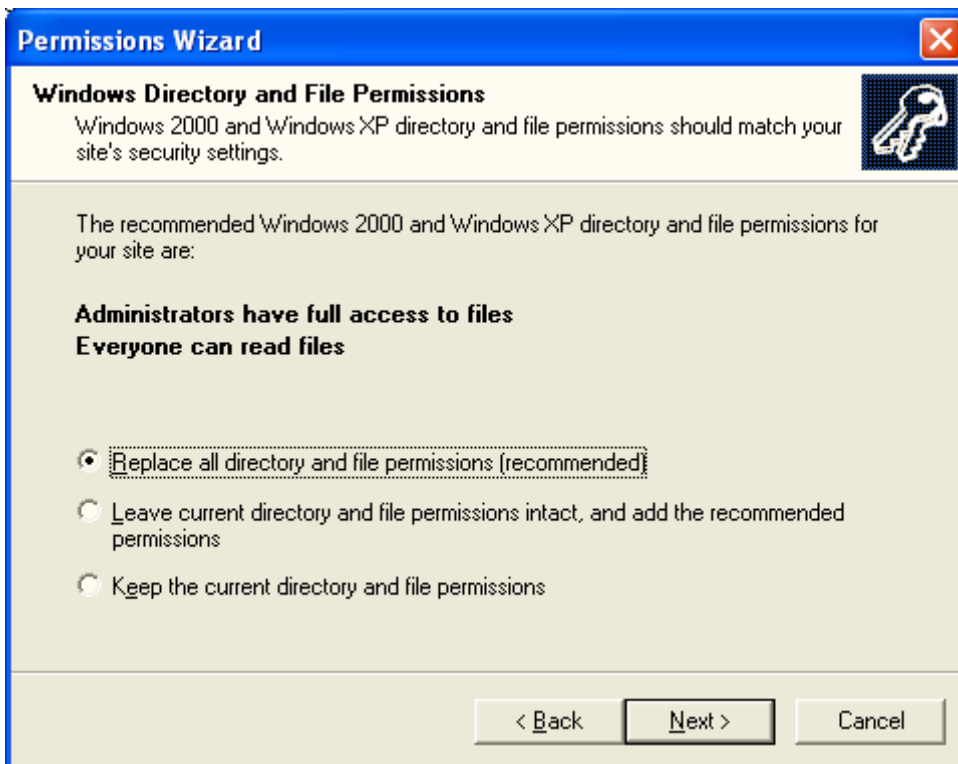 Permissions Wizard
Windows Directory and File Permissions
Windows 2000 and Windows XP directory and file permissions should match your
site's security settings.
The recommended Windows 2000 and Windows XP directory and file permissions for
your site are:
Administrators have full access to files
Everyone can read files
Replace all directory and file permissions (recommended)
Leave current directory and file permissions intact, and add the recommended
permissions
Keep the current directory and file permissions
< Back Next > Cancel